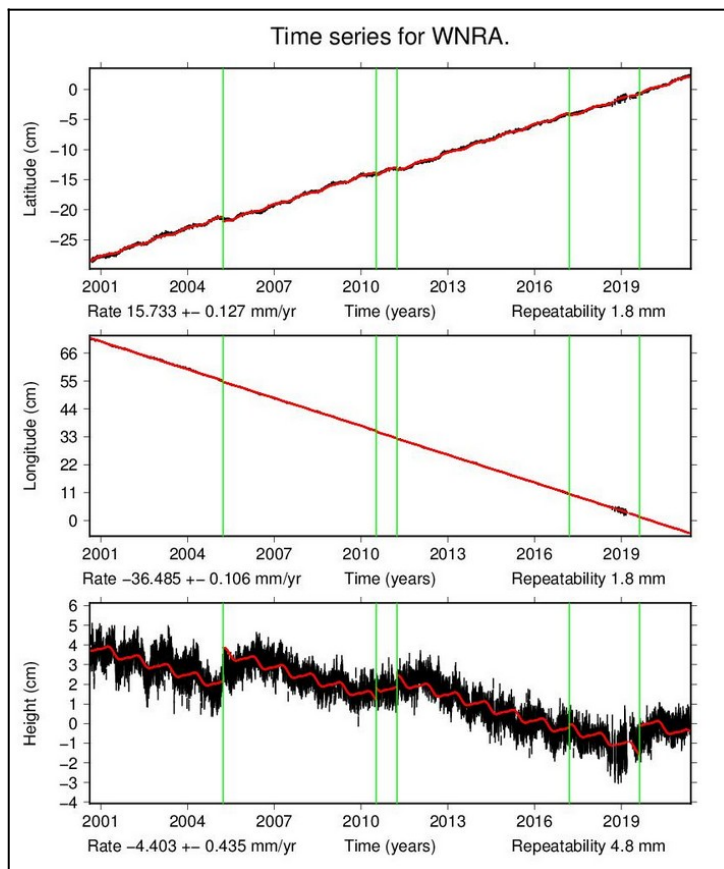 Time series for WNRA.
Latitude (cm)
0
−5
−10
−15
−20
−25
2001 2004 2007 2010 2013 2016 2019
Rate 15.733 +− 0.127 mm/yr Time (years) Repeatability 1.8 mm
Longitude (cm)
66
55
44
33
22
11
0
2001 2004 2007 2010 2013 2016 2019
Rate −36.485 +− 0.106 mm/yr Time (years) Repeatability 1.8 mm
Height (cm)
6
5
4
3
2
1
0
−1
−2
−3
−4
2001 2004 2007 2010 2013 2016 2019
Rate −4.403 +− 0.435 mm/yr Time (years) Repeatability 4.8 mm